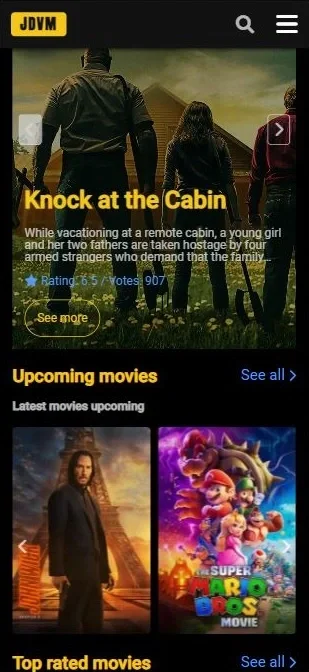 JDVM
Knock at the Cabin
While vacationing at a remote cabin, a young girl
and her two fathers are taken hostage by four
armed strangers who demand that the family...
Rating: 6.5 / Votes: 907
See more
Upcoming movies
See all
Latest movies upcoming
JOHN WICK
THE SUPER
MARIO
BROS
MOVIE
Top rated movies
See all